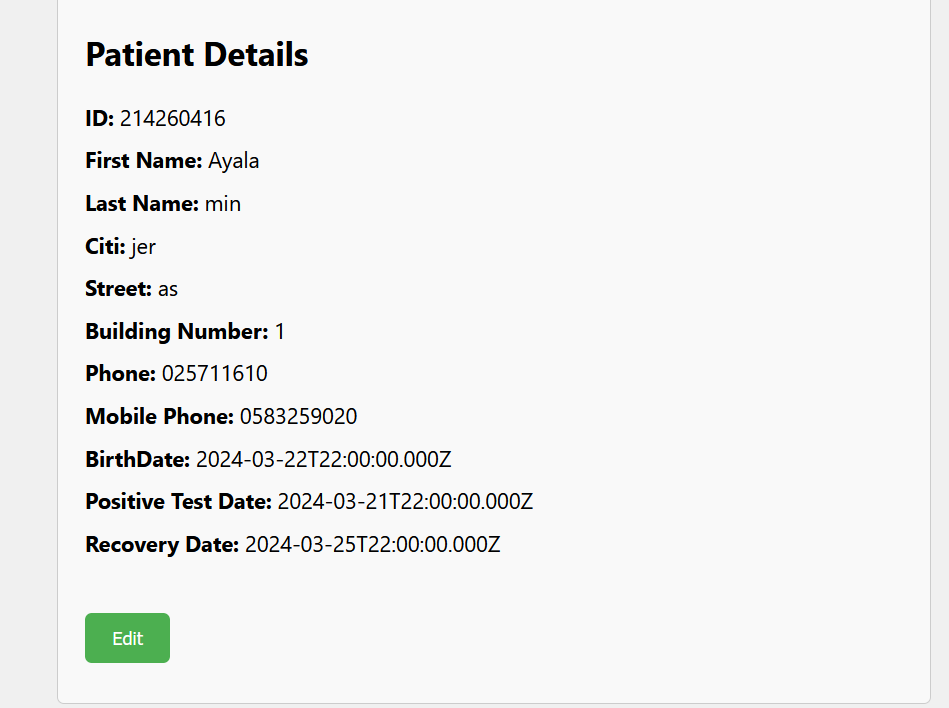 Patient Details
ID: 214260416
First Name: Ayala
Last Name: min
Citi: jer
Street: as
Building Number: 1
Phone: 025711610
Mobile Phone: 0583259020
BirthDate: 2024-03-22T22:00:00.000Z
Positive Test Date: 2024-03-21T22:00:00.000Z
Recovery Date: 2024-03-25T22:00:00.000Z
Edit